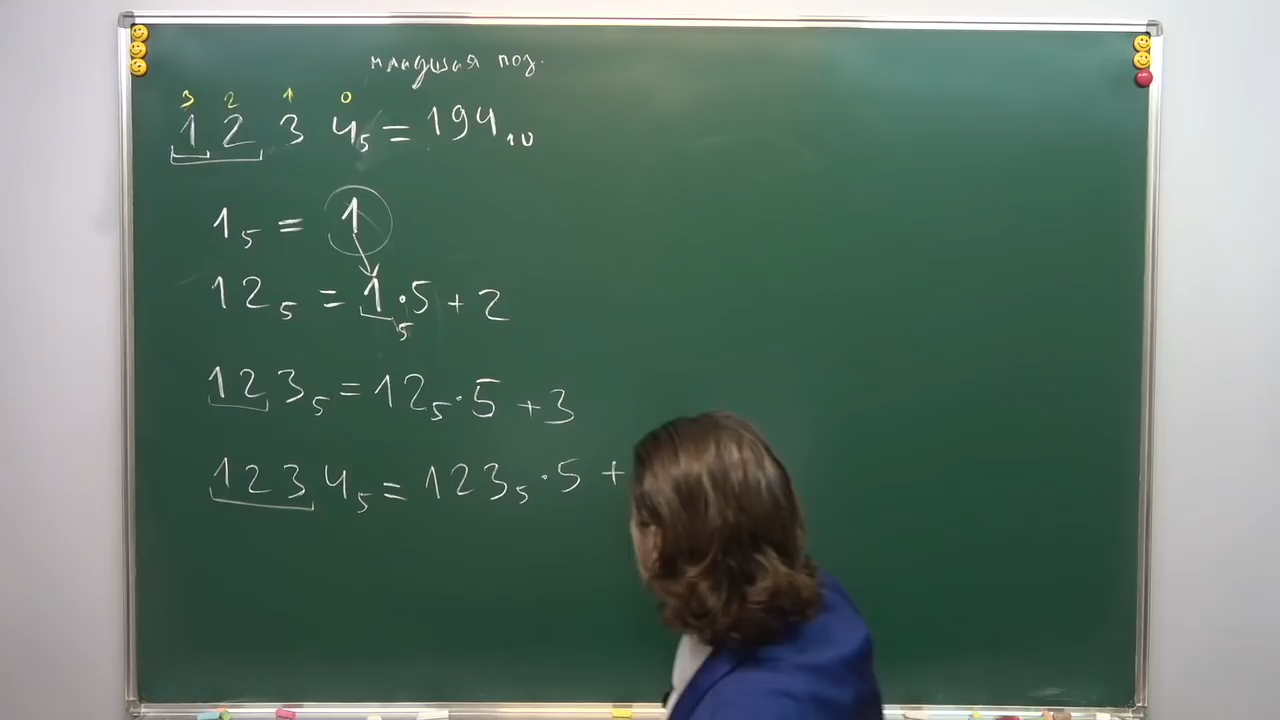 младшая поз.
3 2 1 0
1 2 3 4₅ = 194₁₀
1₅ = 1
12₅ = 1₅·5+2
123₅ = 12₅·5+3
1234₅ = 123₅·5+